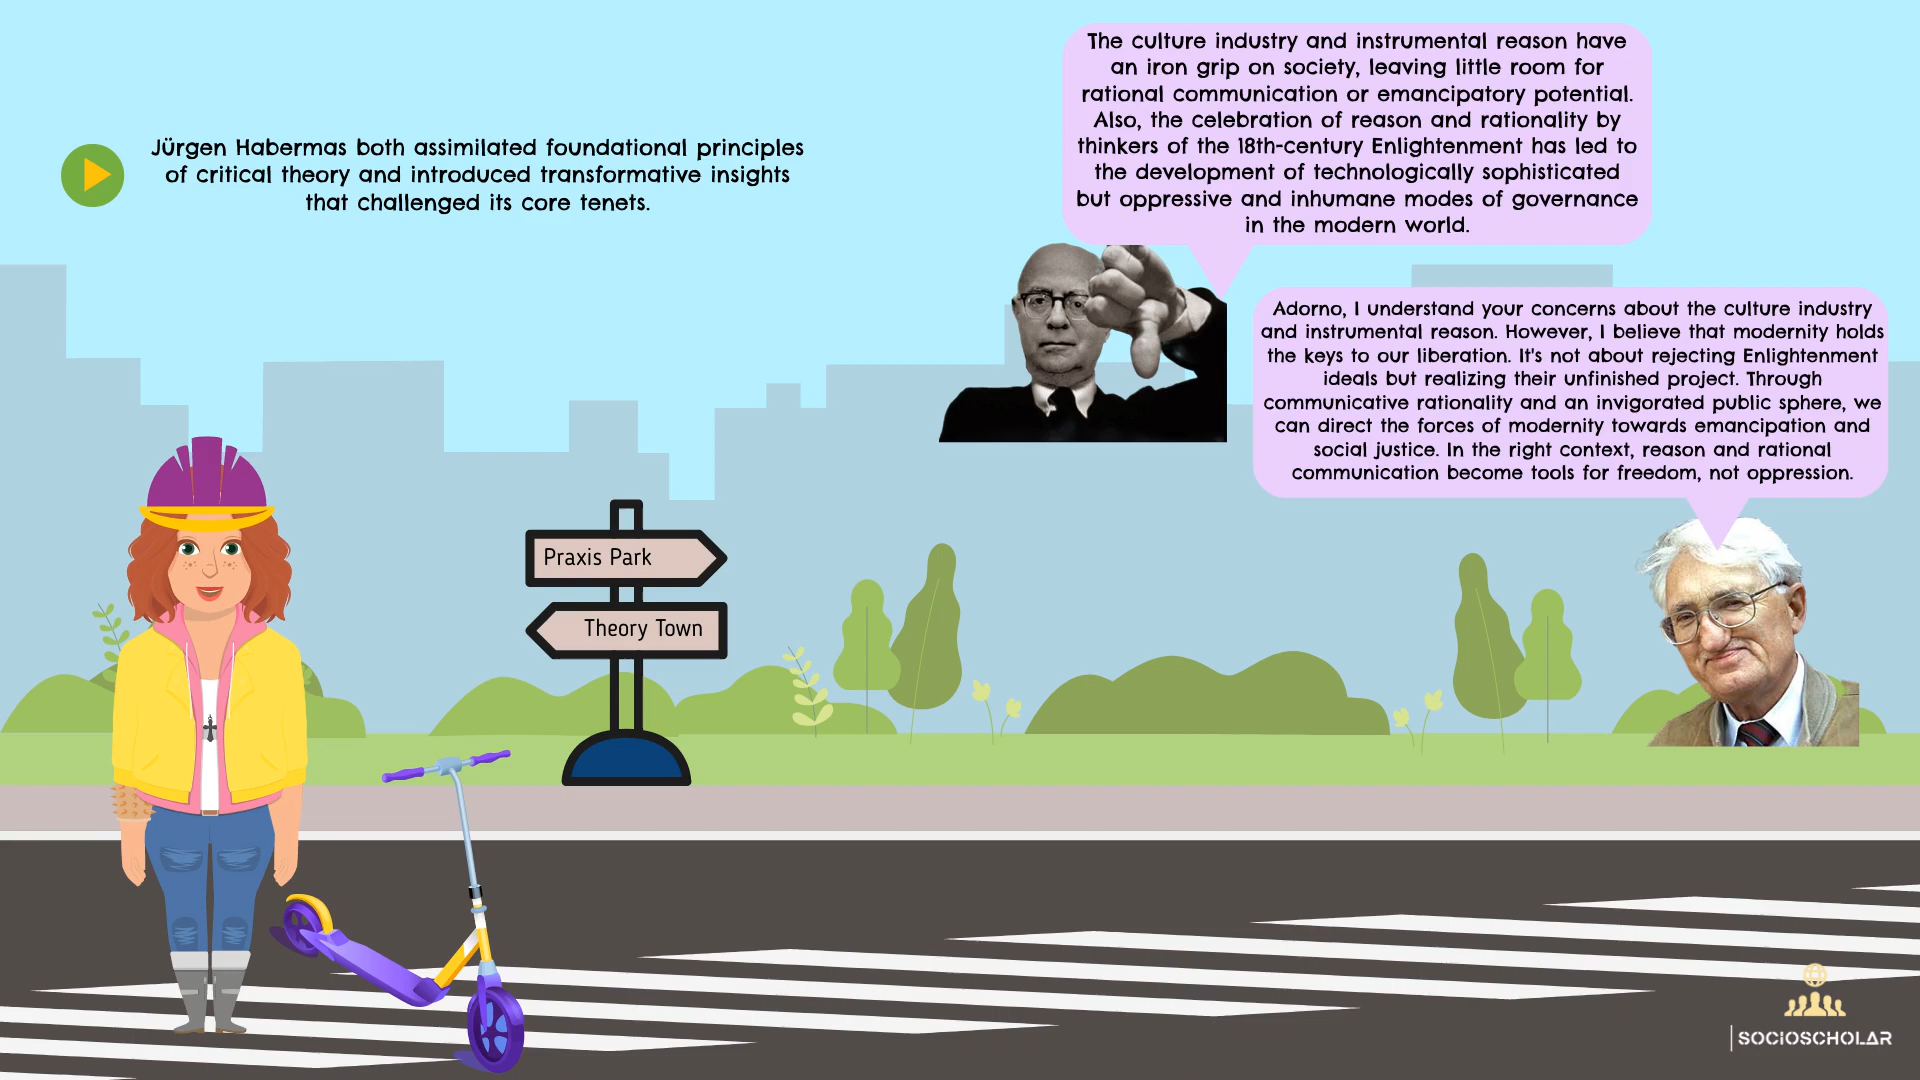 Jürgen Habermas both assimilated foundational principles
of critical theory and introduced transformative insights
that challenged its core tenets.
The culture industry and instrumental reason have
an iron grip on society, leaving little room for
rational communication or emancipatory potential.
Also, the celebration of reason and rationality by
thinkers of the 18th-century Enlightenment has led to
the development of technologically sophisticated
but oppressive and inhumane modes of governance
in the modern world.
Adorno, I understand your concerns about the culture industry
and instrumental reason. However, I believe that modernity holds
the keys to our liberation. It's not about rejecting Enlightenment
ideals but realizing their unfinished project. Through
communicative rationality and an invigorated public sphere, we
can direct the forces of modernity towards emancipation and
social justice. In the right context, reason and rational
communication become tools for freedom, not oppression.
Praxis Park
Theory Town
SOCIOSCHOLAR